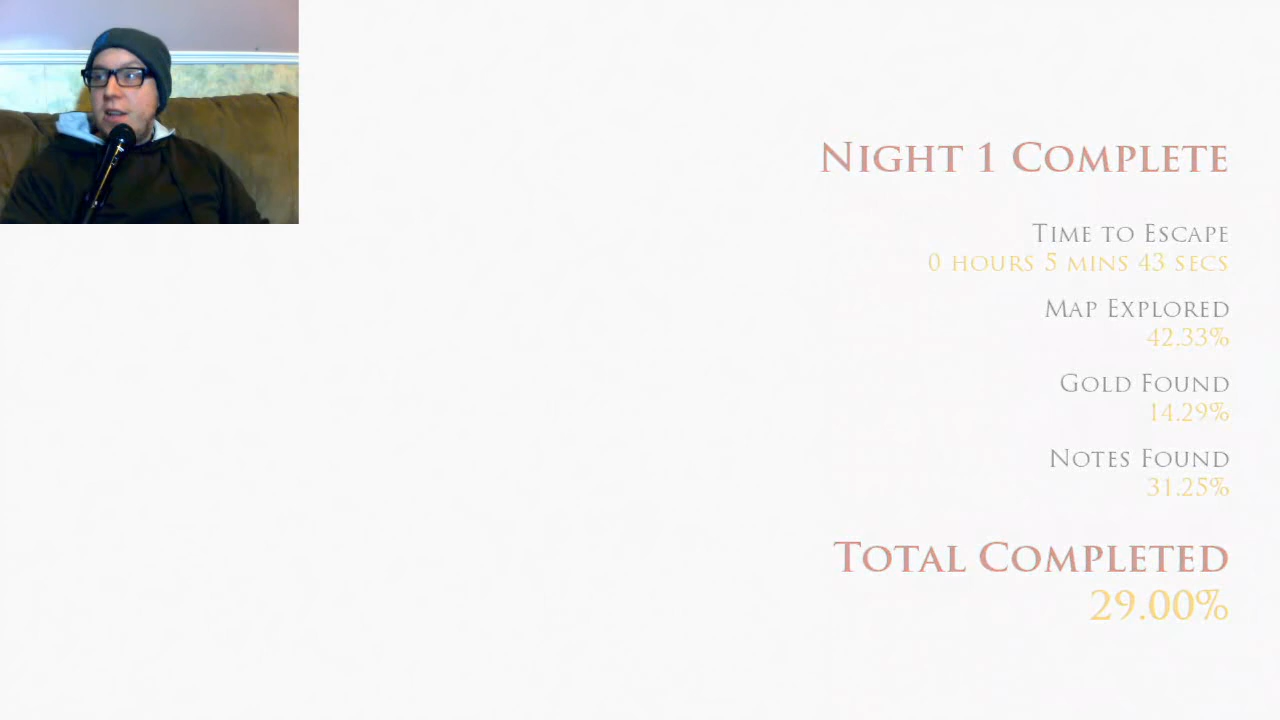 Night 1 Complete
Time to Escape
0 hours 5 mins 43 secs
Map Explored
42.33%
Gold Found
14.29%
Notes Found
31.25%
Total Completed
29.00%